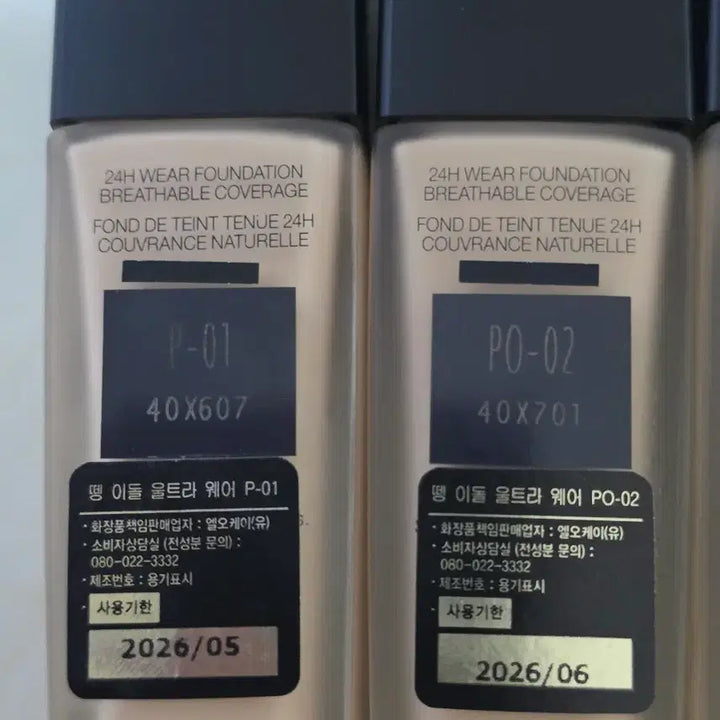 24H WEAR FOUNDATION
BREATHABLE COVERAGE
FOND DE TEINT TENUE 24H
COUVRANCE NATURELLE
P-01
40X607
떙 이돌 울트라 웨어 P-01
· 화장품책임판매업자 : 엘오케이(유)
· 소비자상담실 (전성분 문의) :
080-022-3332
· 제조번호 : 용기표시
· 사용기한
2026/05
24H WEAR FOUNDATION
BREATHABLE COVERAGE
FOND DE TEINT TENUE 24H
COUVRANCE NATURELLE
PO-02
40X701
떙 이돌 울트라 웨어 PO-02
· 화장품책임판매업자 : 엘오케이(유)
· 소비자상담실 (전성분 문의) :
080-022-3332
· 제조번호 : 용기표시
· 사용기한
2026/06